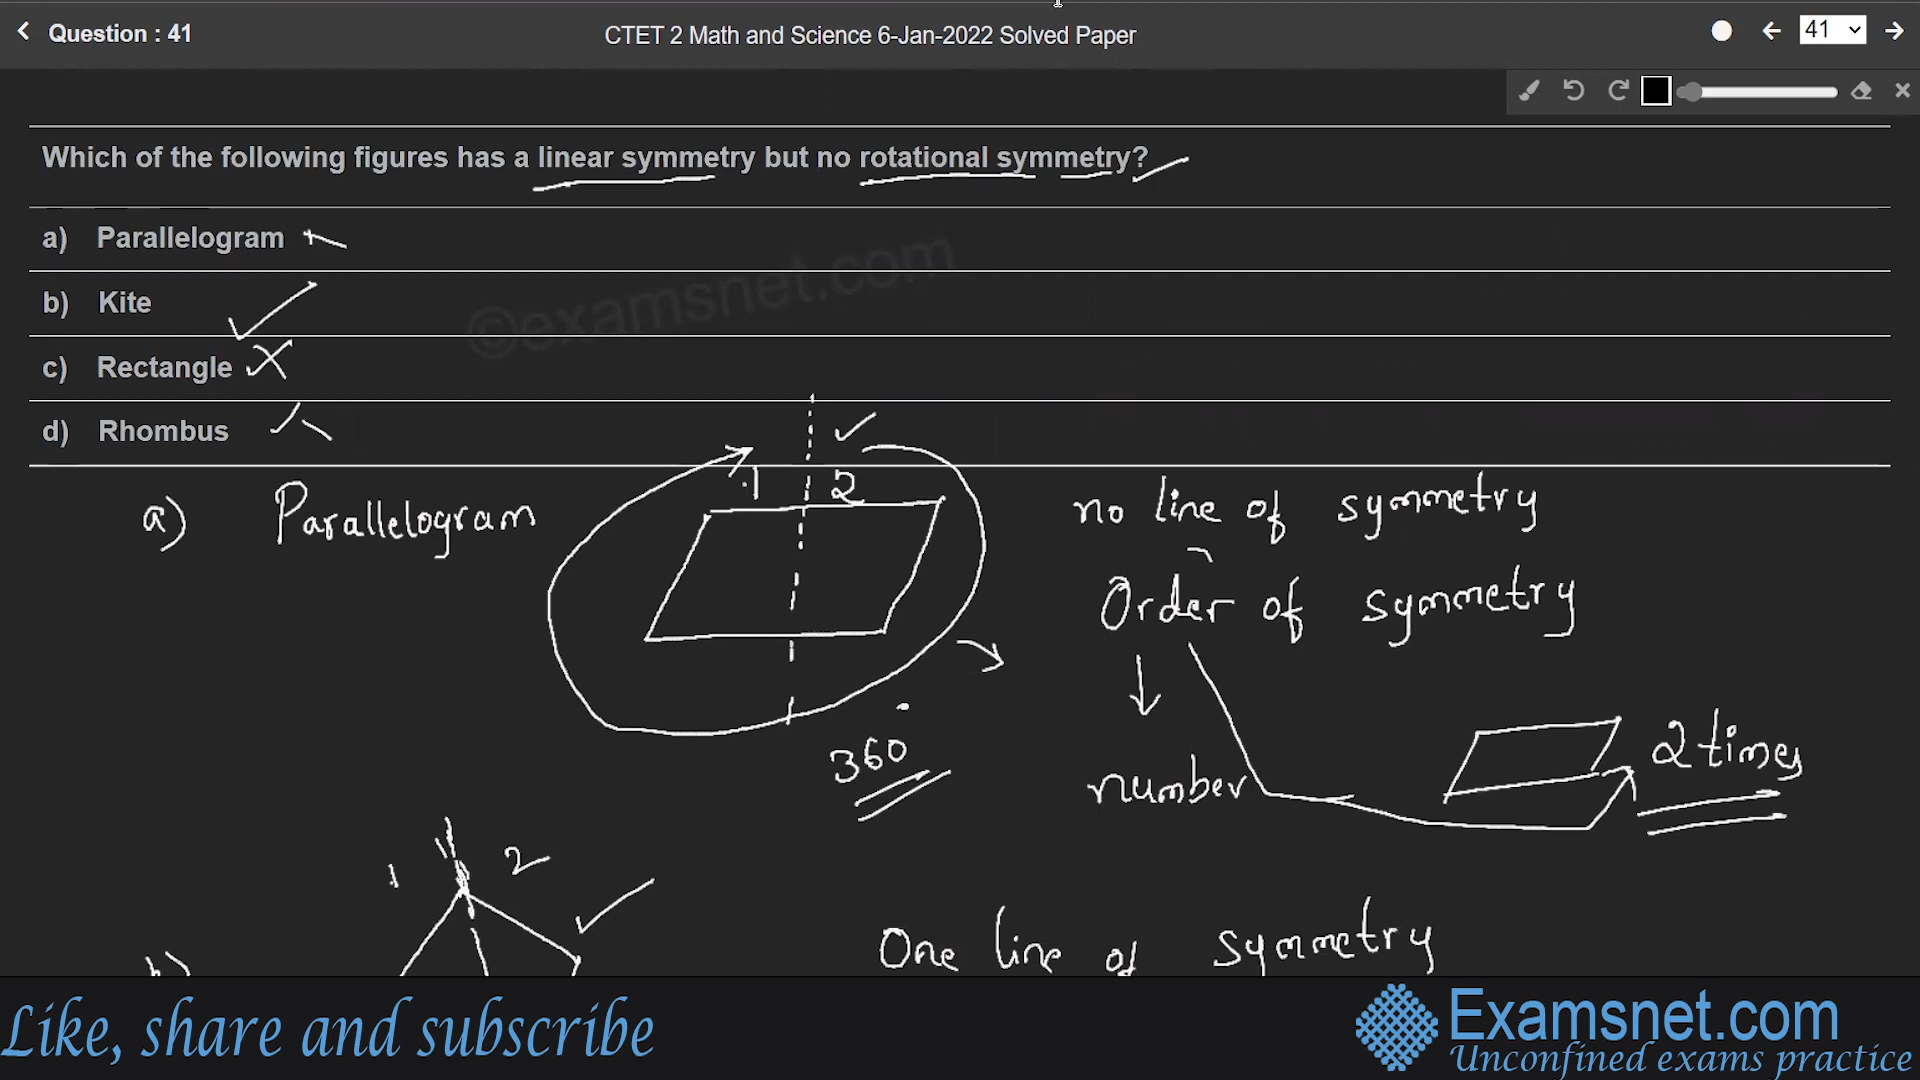 Question : 41
CTET 2 Math and Science 6-Jan-2022 Solved Paper
41
Which of the following figures has a linear symmetry but no rotational symmetry?
a) Parallelogram
b) Kite
©examsnet.com
c) Rectangle
d) Rhombus
a) Parallelogram
1 2
no line of symmetry
Order of symmetry
360
number
2 times
1 2
b)
One line of symmetry
Like, share and subscribe
Examsnet.com
Unconfined exams practice